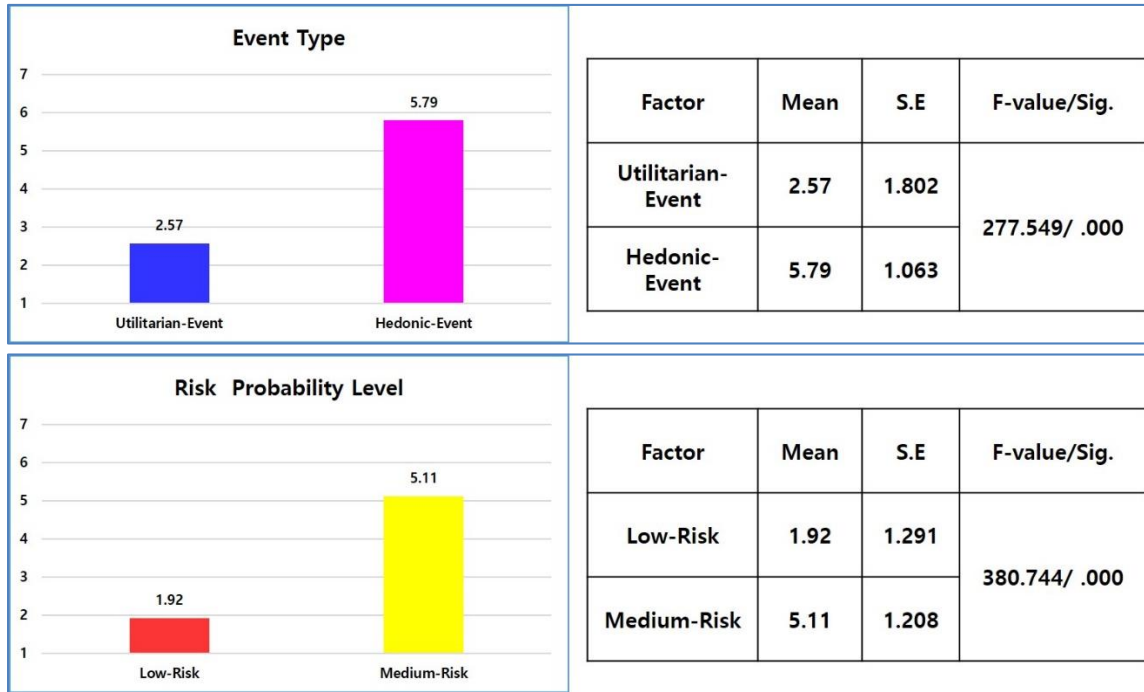 Event Type
7
6
5
4
3
2
1
2.57
5.79
Utilitarian-Event
Hedonic-Event
Factor Mean S.E F-value/Sig.
Utilitarian-
Event
2.57 1.802
277.549/ .000
Hedonic-
Event
5.79 1.063
Risk Probability Level
7
6
5
4
3
2
1
1.92
5.11
Low-Risk
Medium-Risk
Factor Mean S.E F-value/Sig.
Low-Risk 1.92 1.291
380.744/ .000
Medium-Risk 5.11 1.208